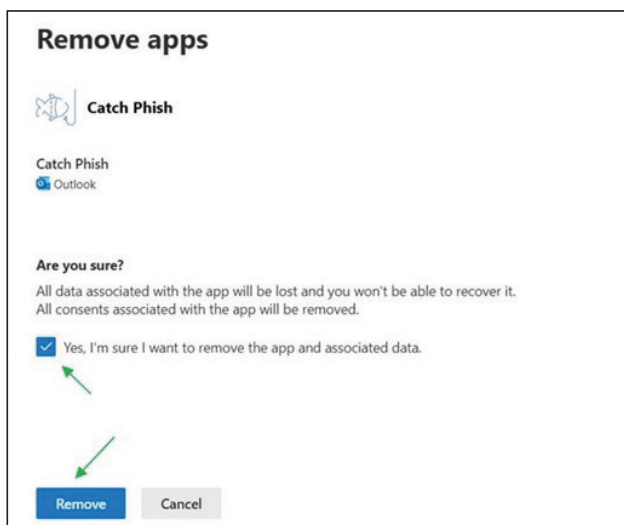 Remove apps
Catch Phish
Catch Phish
Outlook
Are you sure?
All data associated with the app will be lost and you won't be able to recover it.
All consents associated with the app will be removed.
Yes, I'm sure I want to remove the app and associated data.
Remove Cancel